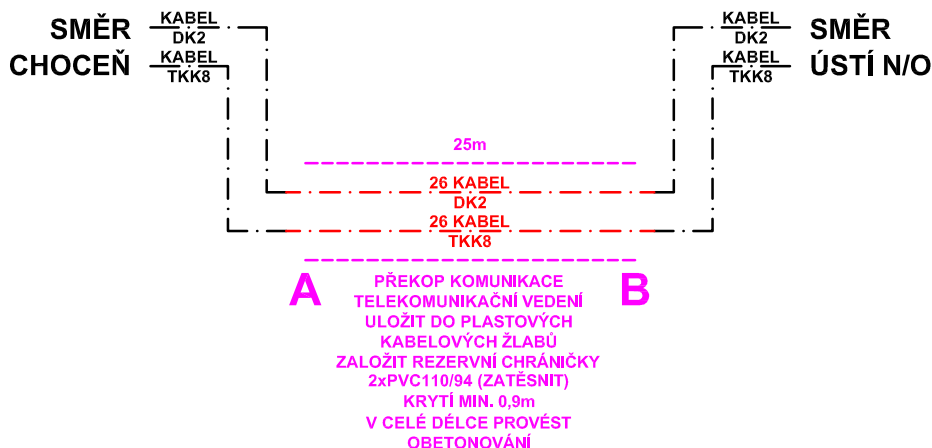 SMĚR
CHOCEŇ
KABEL
DK2
KABEL
TKK8
KABEL
DK2
KABEL
TKK8
SMĚR
ÚSTÍ N/O
25m
26 KABEL
DK2
26 KABEL
TKK8
A
B
PŘEKOP KOMUNIKACE
TELEKOMUNIKAČNÍ VEDENÍ
ULOŽIT DO PLASTOVÝCH
KABELOVÝCH ŽLABŮ
ZALOŽIT REZERVNÍ CHRÁNIČKY
2xPVC110/94 (ZATĚSNIT)
KRYTÍ MIN. 0,9m
V CELÉ DÉLCE PROVÉST
OBETONOVÁNÍ